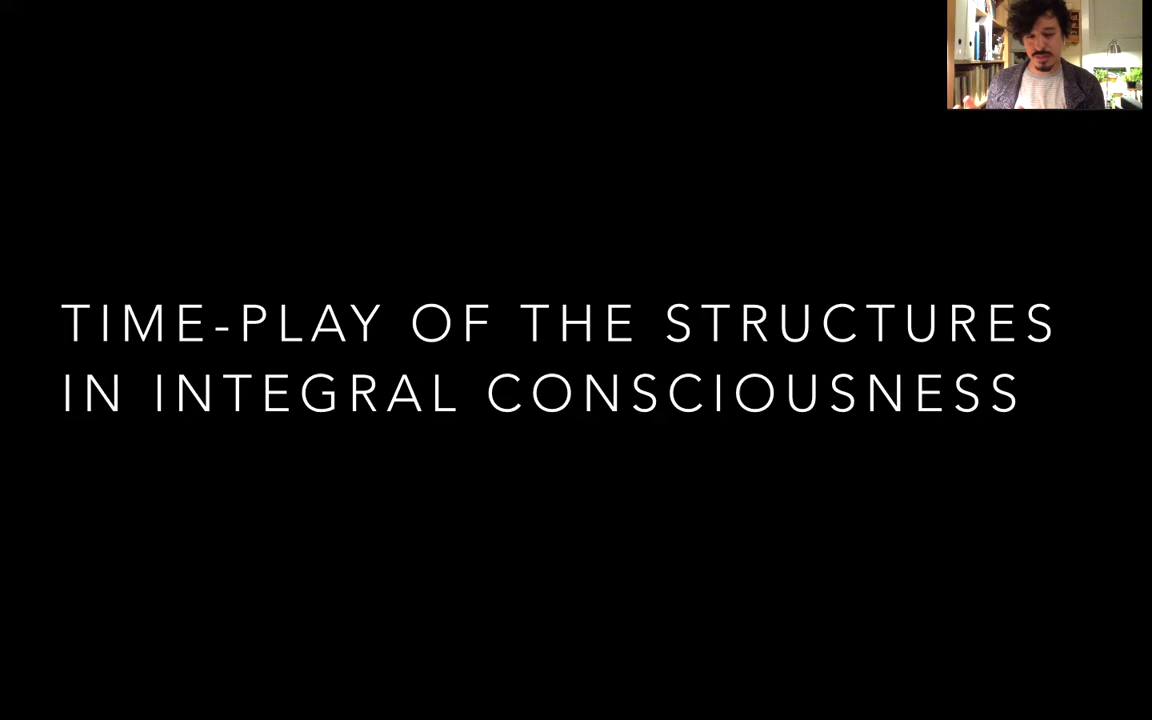 TIME-PLAY OF THE STRUCTURES
IN INTEGRAL CONSCIOUSNESS